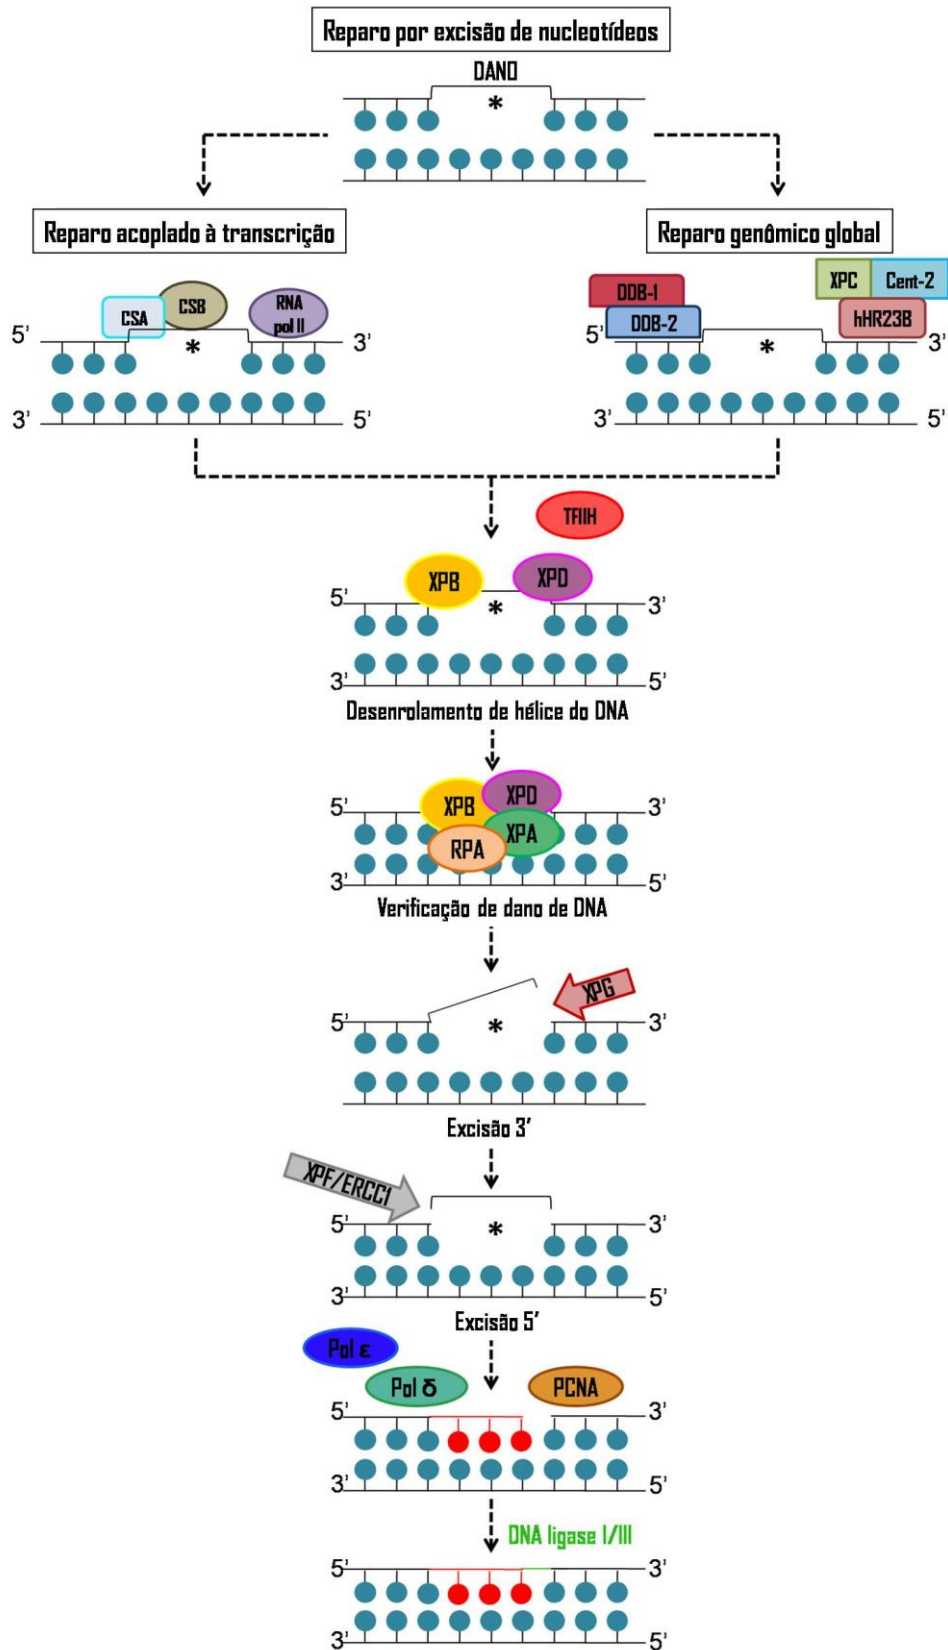 Reparo por excisão de nucleotídeos
DANO
*
Reparo acoplado à transcrição
Reparo genômico global
CSA
CSB
RNA
pol II
5'
3'
*
3'
5'
DDB-1
DDB-2
XPC
Cent-2
hHR23B
5'
3'
*
3'
5'
TFIIH
XPB
XPD
5'
3'
*
3'
5'
Desenrolamento de hélice do DNA
XPB
XPD
XPA
RPA
5'
3'
3'
5'
Verificação de dano de DNA
XPG
5'
3'
*
Excisão 3'
XPF/ERCC1
5'
3'
*
3'
5'
Excisão 5'
Pol ε
Pol δ
PCNA
5'
3'
3'
5'
DNA ligase I/III
5'
3'
3'
5'